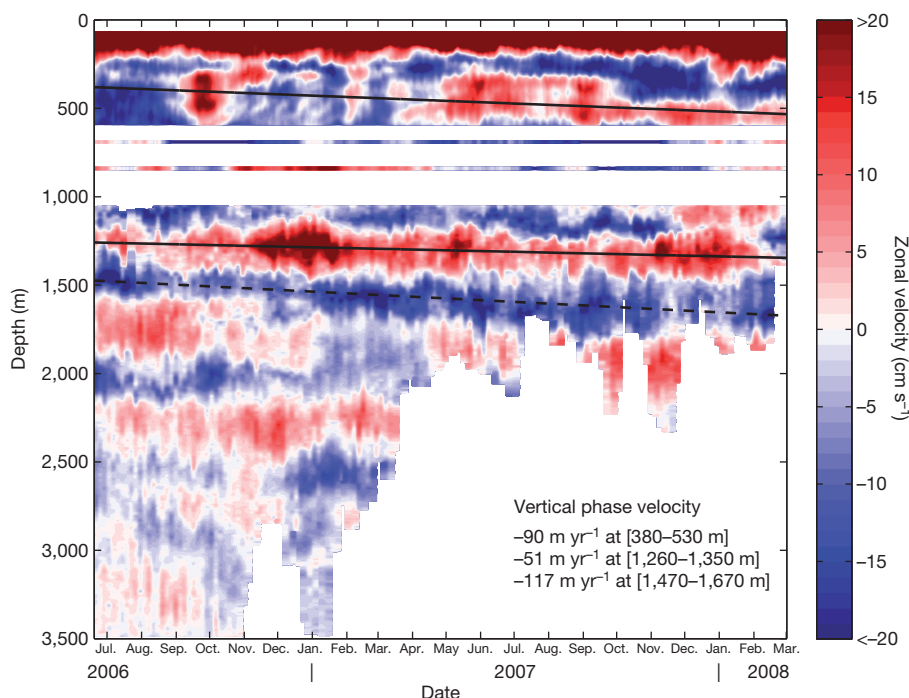 0
500
1,000
1,500
2,000
2,500
3,000
3,500
Depth (m)
Vertical phase velocity
–90 m yr⁻¹ at [380–530 m]
–51 m yr⁻¹ at [1,260–1,350 m]
–117 m yr⁻¹ at [1,470–1,670 m]
Jul. Aug. Sep. Oct. Nov. Dec. Jan. Feb. Mar. Apr. May Jun. Jul. Aug. Sep. Oct. Nov. Dec. Jan. Feb. Mar.
2006 | 2007 | 2008
Date
>20
15
10
5
0
–5
–10
–15
<–20
Zonal velocity (cm s⁻¹)